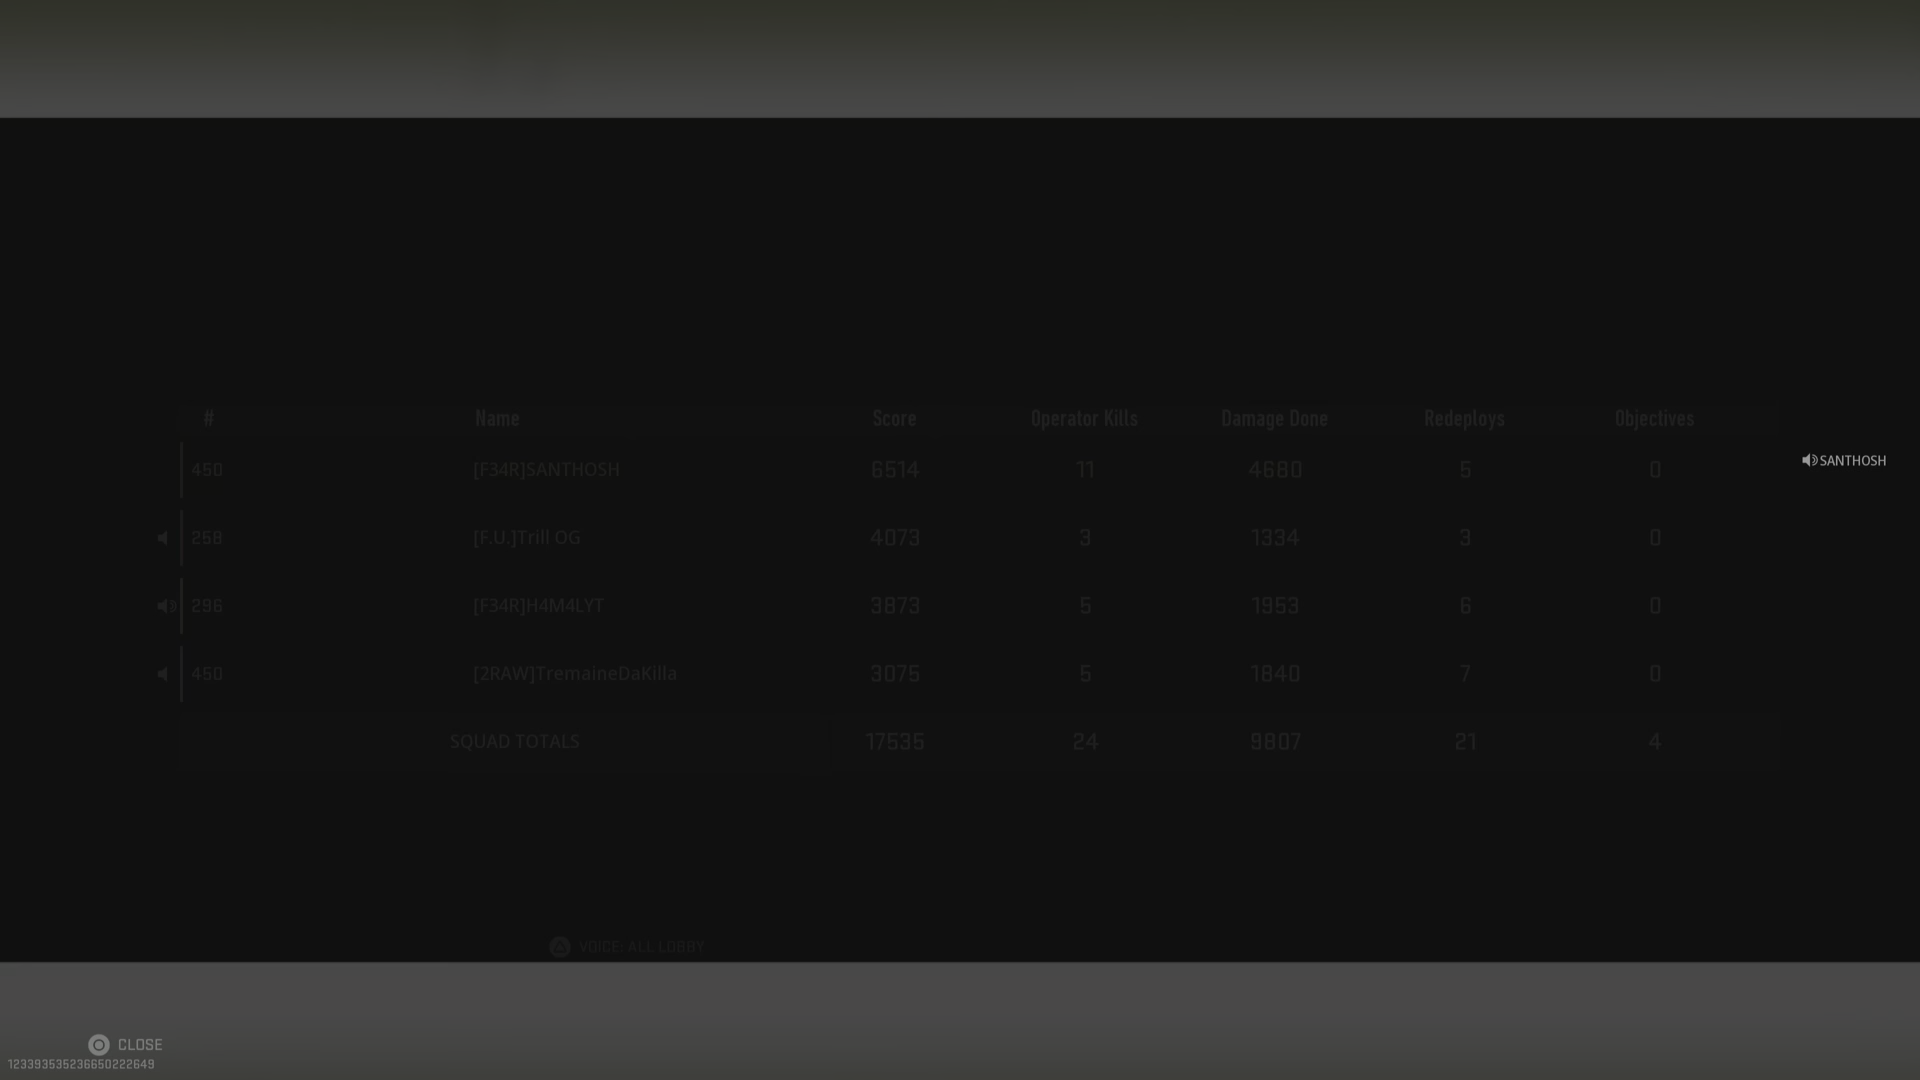 # Name Score Operator Kills Damage Done Redeploys Objectives
450 [F34R]SANTHOSH 6514 11 4680 5 0
SANTHOSH
258 [F.U.]Trill OG 4073 3 1334 3 0
296 [F34R]H4M4LYT 3873 5 1953 6 0
450 [2RAW]TremaineDaKilla 3075 5 1840 7 0
SQUAD TOTALS 17535 24 9807 21 4
VOICE: ALL LOBBY
CLOSE
123393535236650222649